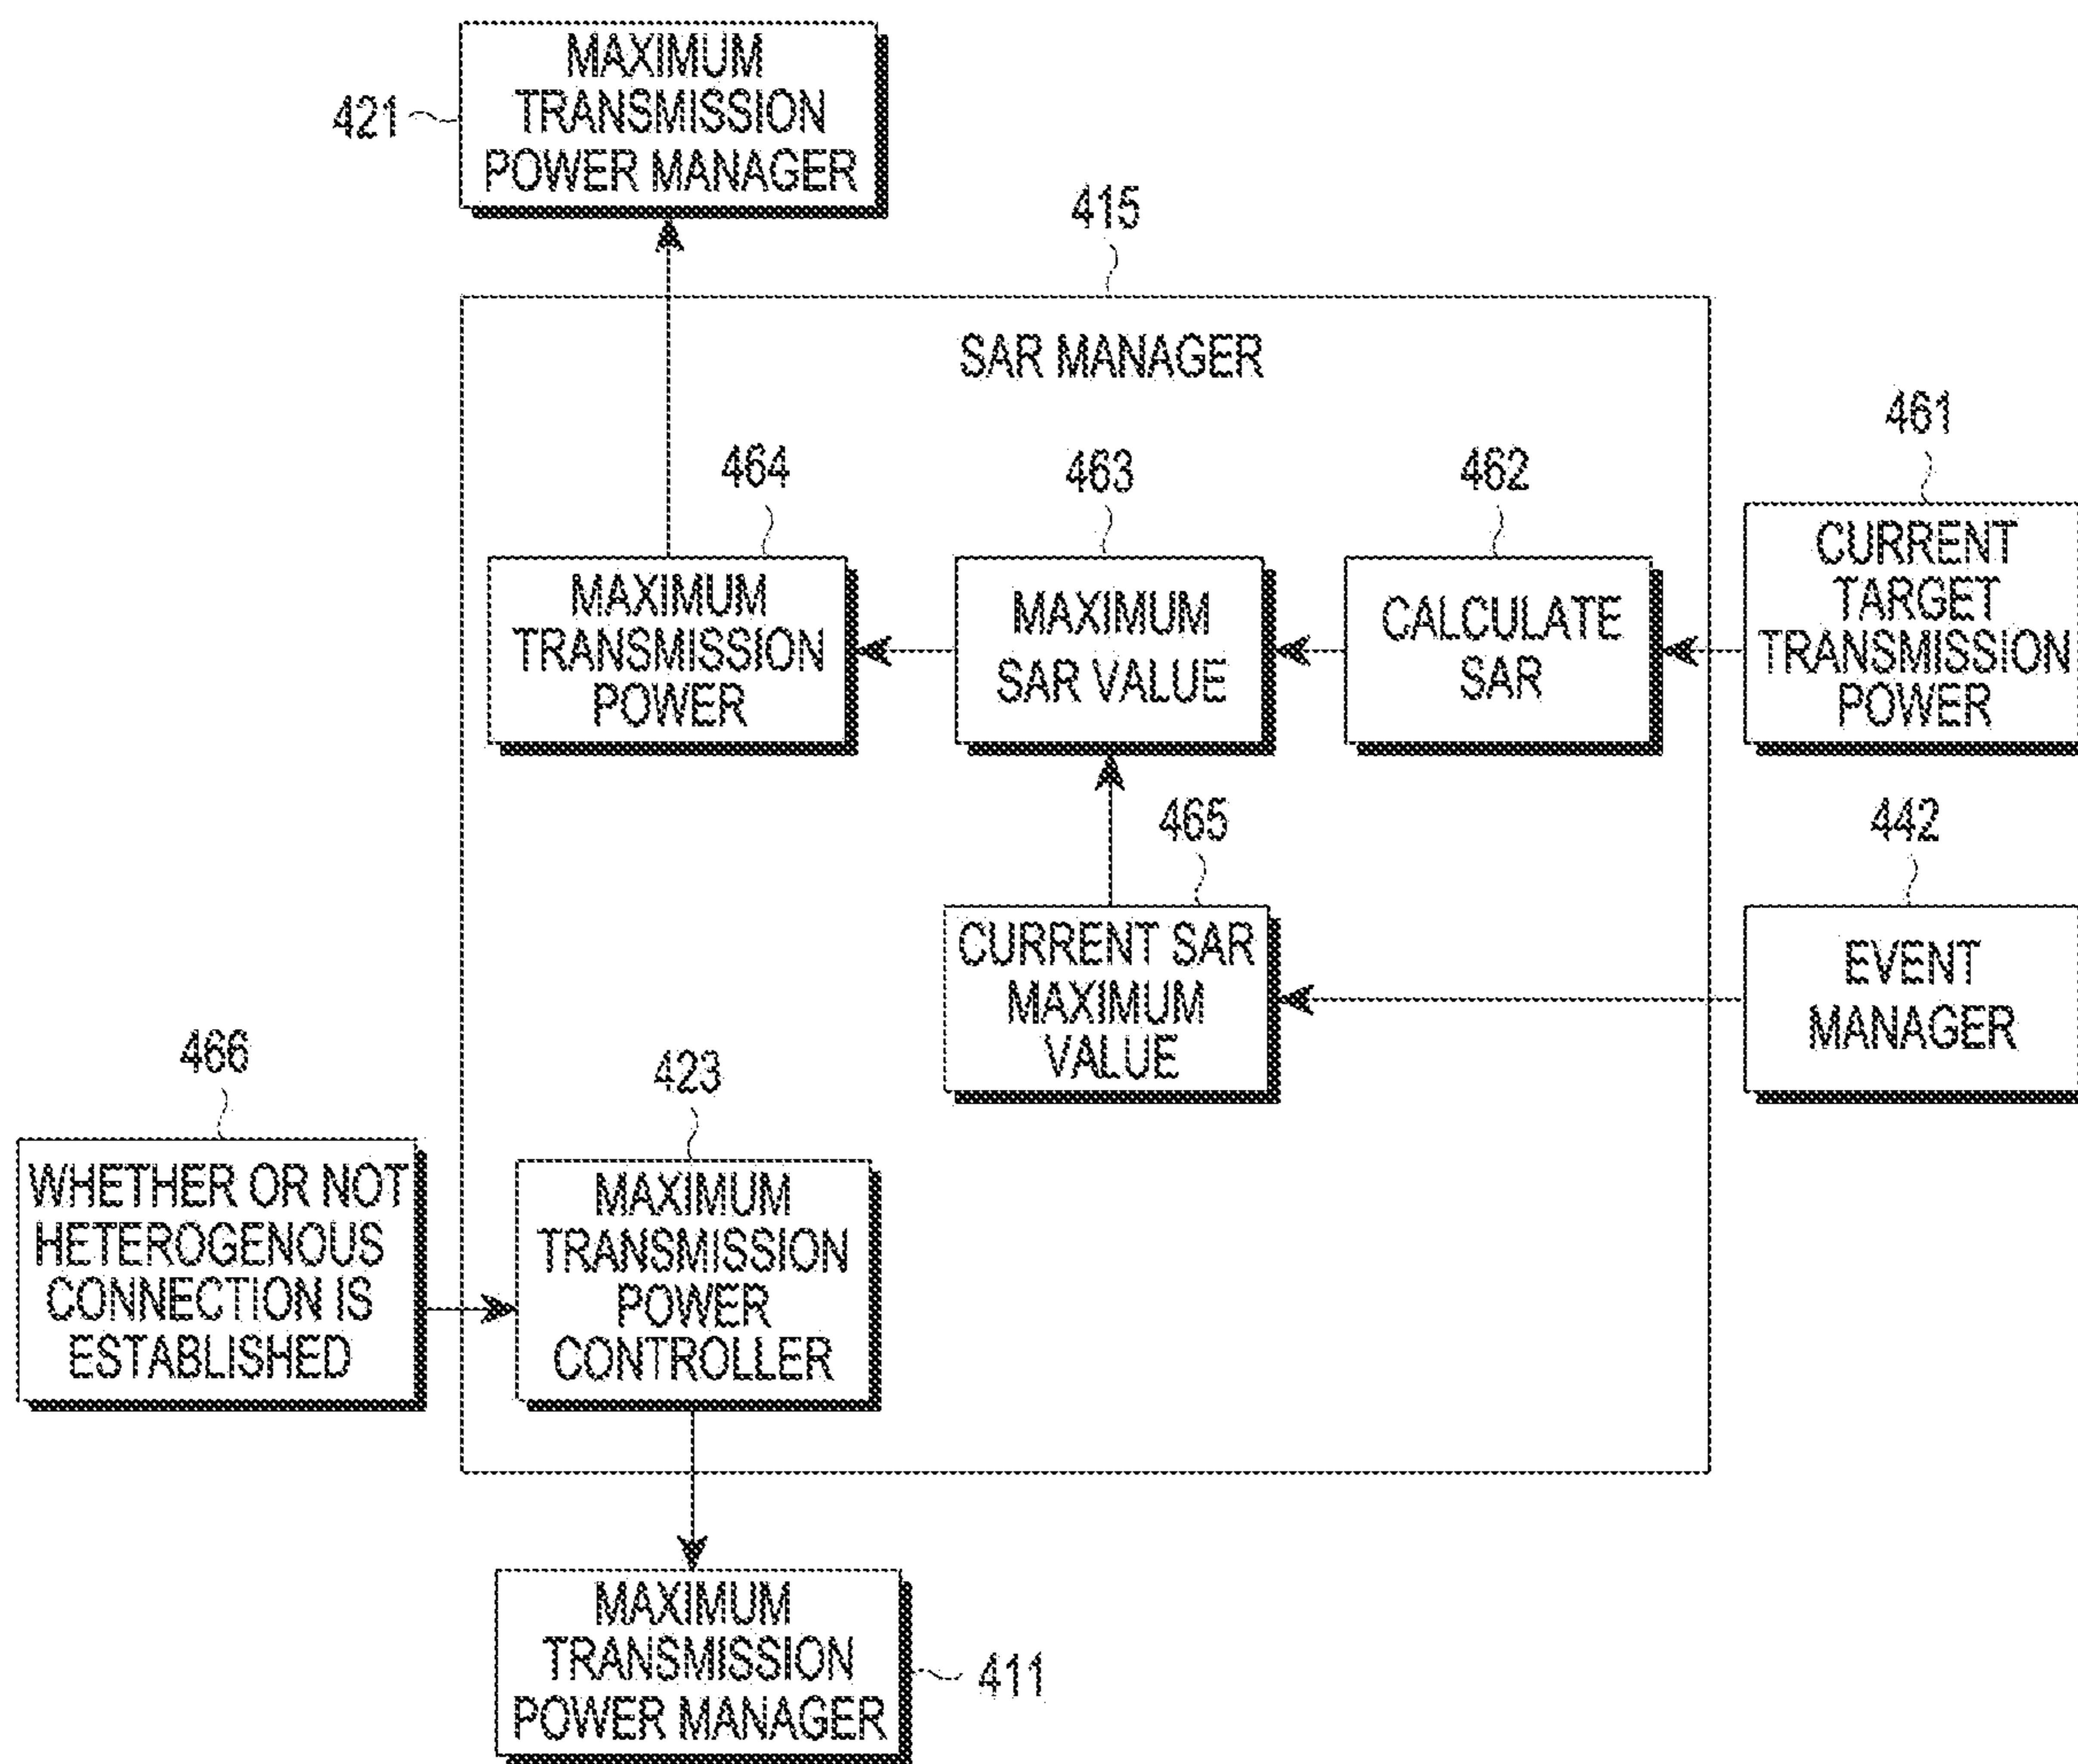 MAXIMUM
TRANSMISSION
POWER MANAGER
421
415
SAR MANAGER
461
464
463
462
CURRENT
TARGET
TRANSMISSION
POWER
MAXIMUM
TRANSMISSION
POWER
MAXIMUM
SAR VALUE
CALCULATE
SAR
465
442
CURRENT SAR
MAXIMUM
VALUE
EVENT
MANAGER
466
423
WHETHER OR NOT
HETEROGENOUS
CONNECTION IS
ESTABLISHED
MAXIMUM
TRANSMISSION
POWER
CONTROLLER
MAXIMUM
TRANSMISSION
POWER MANAGER
411